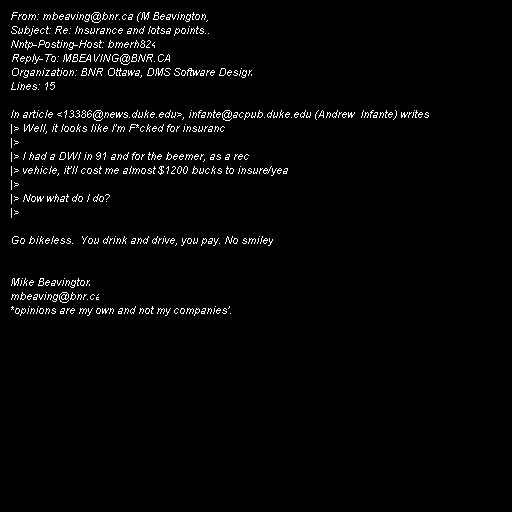 From: mbeaving@bnr.ca (M Beavington)
Subject: Re: Insurance and lotsa points..
Nntp-Posting-Host: bmerh824
Reply-To: MBEAVING@BNR.CA
Organization: BNR Ottawa, DMS Software Design
Lines: 15

In article <13386@news.duke.edu>, infante@acpub.duke.edu (Andrew Infante) writes
|> Well, it looks like I'm F*cked for insuranc
|>
|> I had a DWI in 91 and for the beemer, as a rec
|> vehicle, it'll cost me almost $1200 bucks to insure/yea
|>
|> Now what do I do?
|>

Go bikeless. You drink and drive, you pay. No smiley

Mike Beavington
mbeaving@bnr.ca
*opinions are my own and not my companies'.